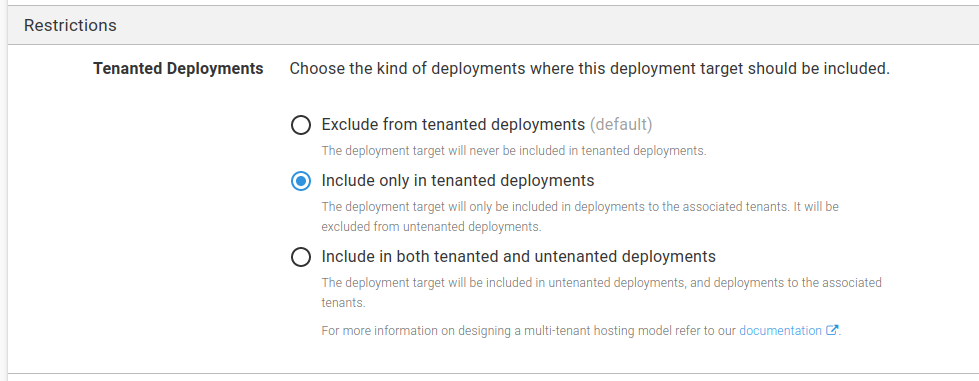 Restrictions
Tenanted Deployments Choose the kind of deployments where this deployment target should be included.
Exclude from tenanted deployments (default)
The deployment target will never be included in tenanted deployments.
Include only in tenanted deployments
The deployment target will only be included in deployments to the associated tenants. It will be
excluded from untenanted deployments.
Include in both tenanted and untenanted deployments
The deployment target will be included in untenanted deployments, and deployments to the associated
tenants.
For more information on designing a multi-tenant hosting model refer to our documentation.